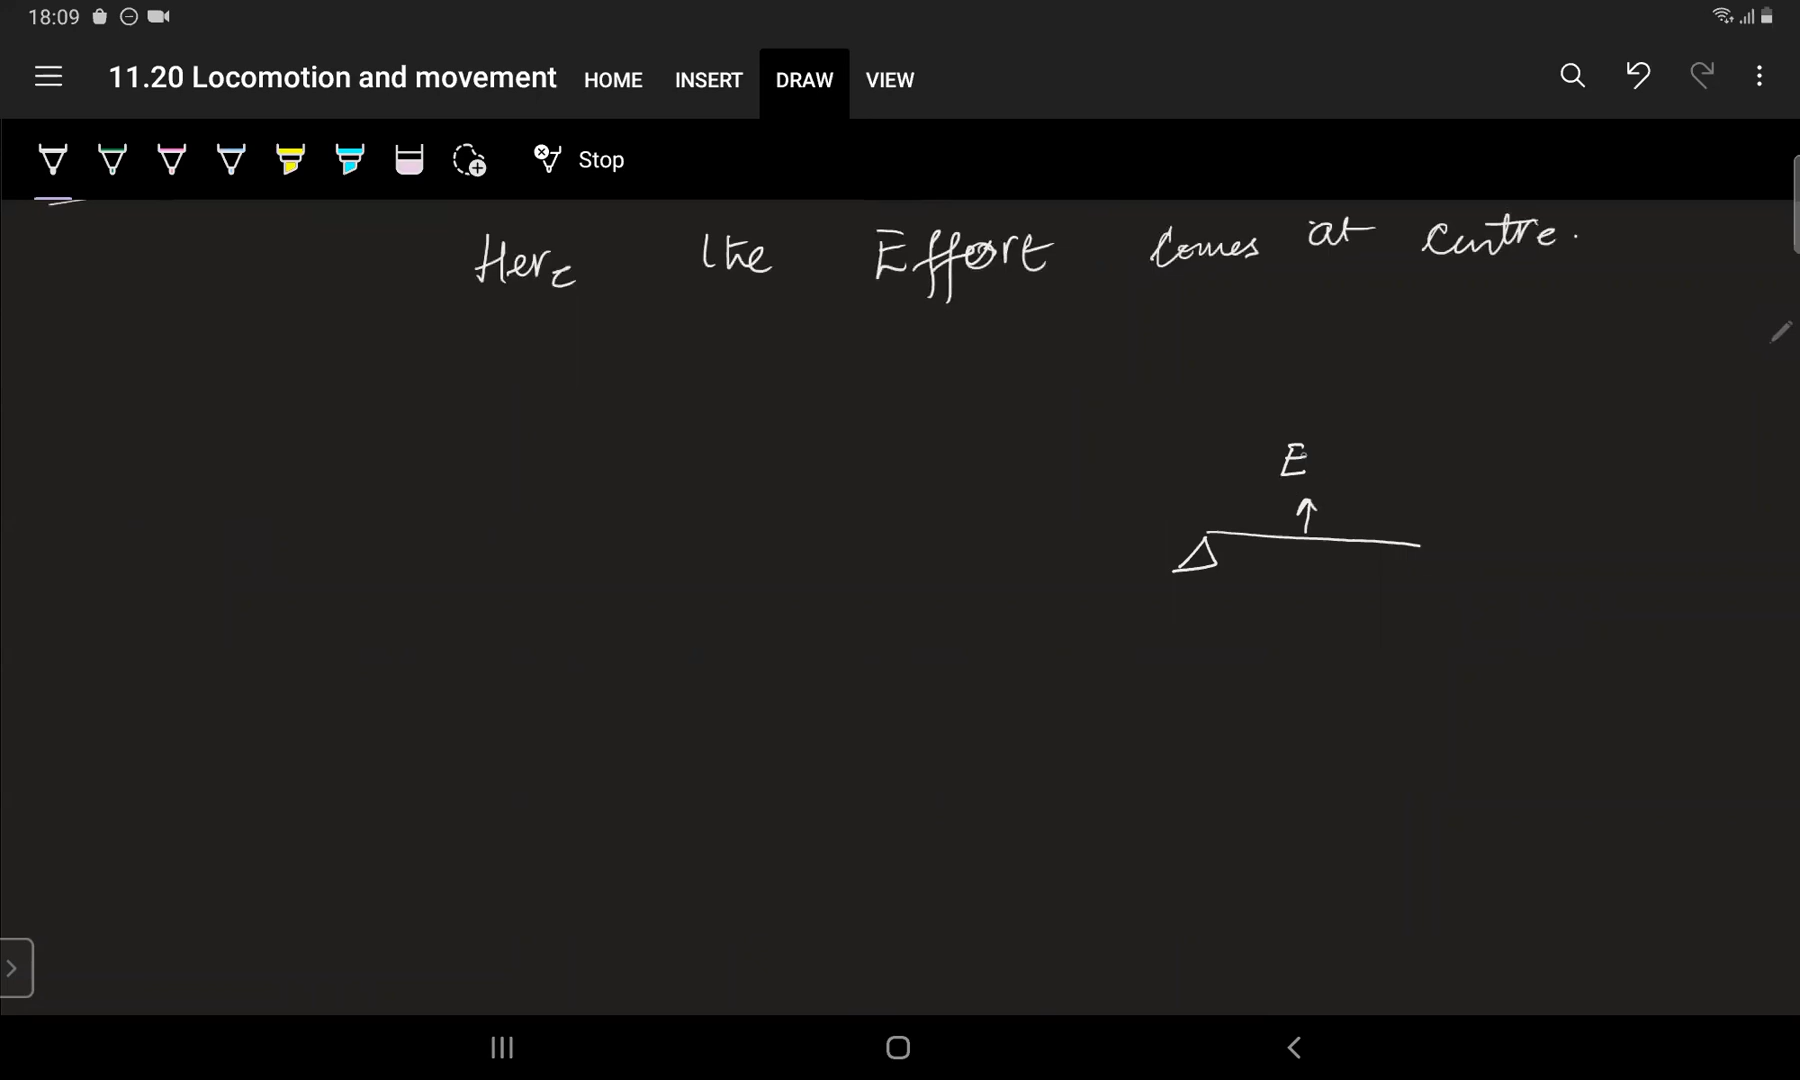 18:09
11.20 Locomotion and movement HOME INSERT DRAW VIEW
Stop
Here the Effort comes at centre.
E